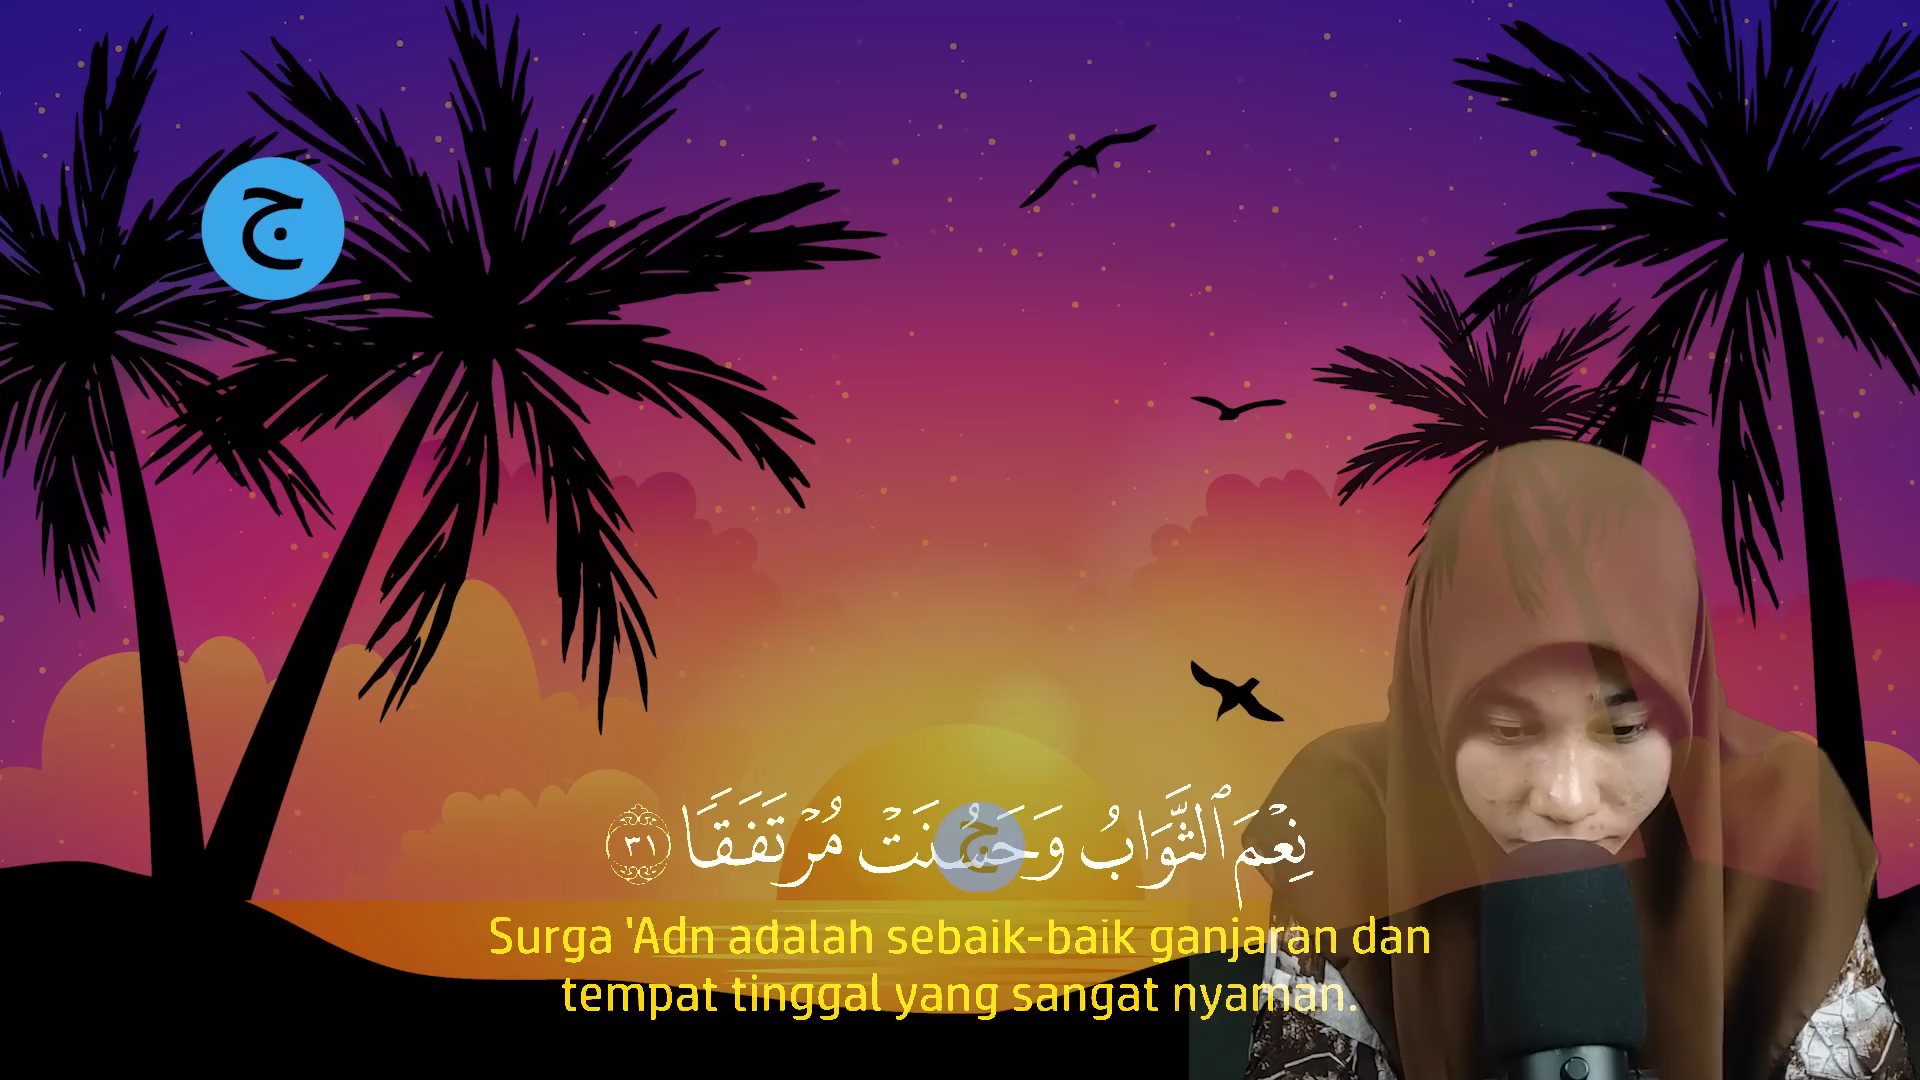 ج
نِعْمَ ٱلثَّوَابُ وَحَسُنَتْ مُرْتَفَقًا ٣١
ج
Surga 'Adn adalah sebaik-baik ganjaran dan
tempat tinggal yang sangat nyaman.